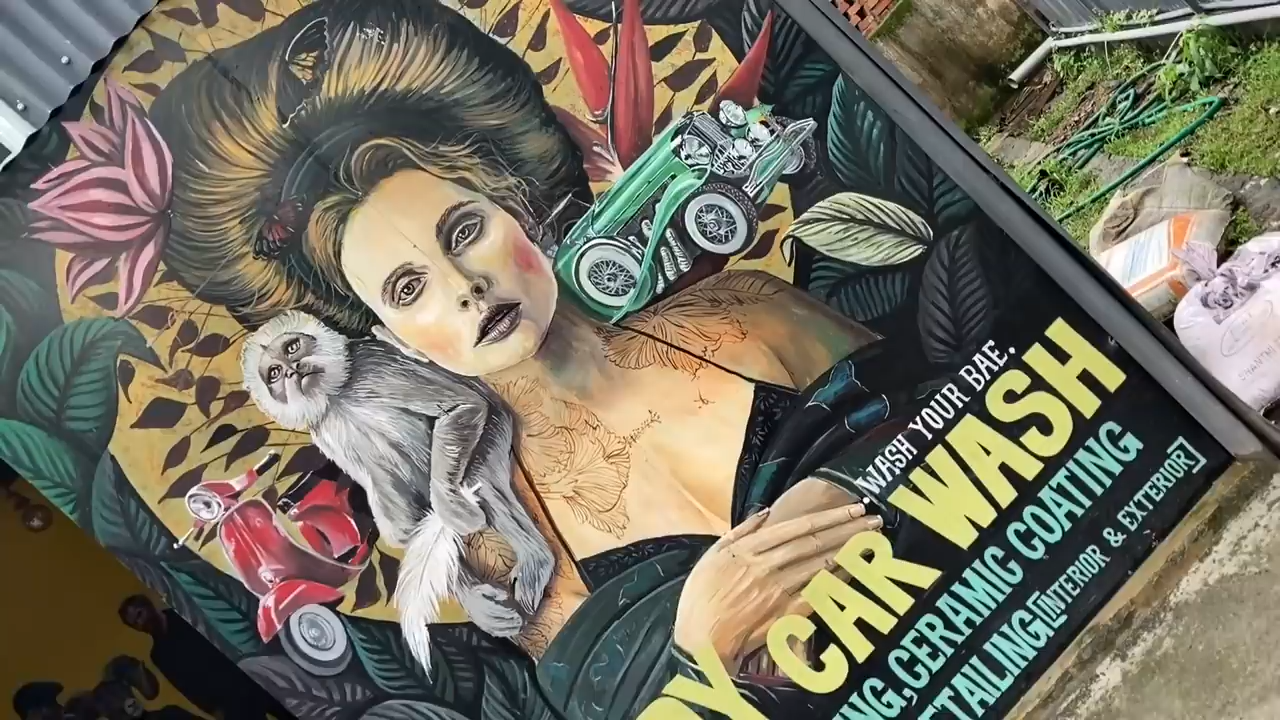 .WASH YOUR BAE.
CAR WASH
CERAMIC COATING
[INTERIOR & EXTERIOR]